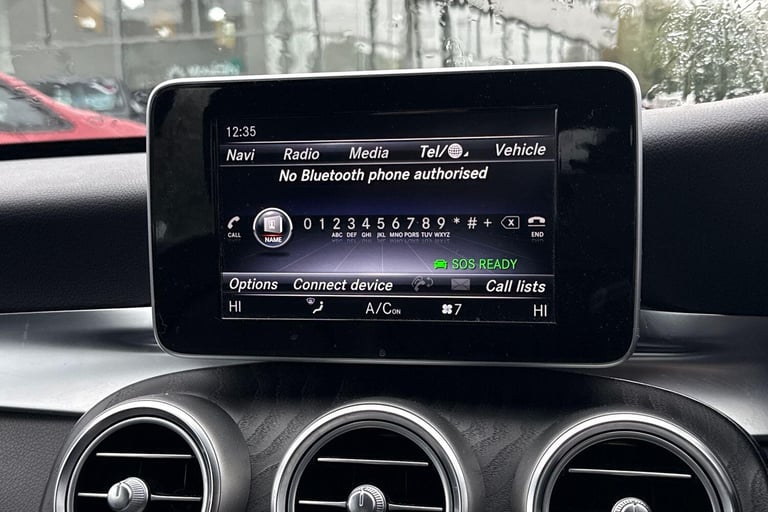 12:35
Navi Radio Media Tel/ Vehicle
No Bluetooth phone authorised
0 1 2 3 4 5 6 7 8 9 * # +
CALL NAME ABC DEF GHI JKL MNO PQRS TUV WXYZ END
SOS READY
Options Connect device Call lists
HI A/C ON 7 HI